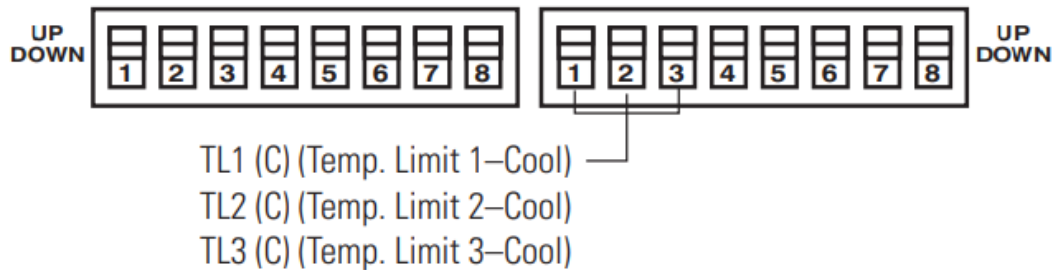 UP
DOWN
1 2 3 4 5 6 7 8
1 2 3 4 5 6 7 8
UP
DOWN
TL1 (C) (Temp. Limit 1–Cool)
TL2 (C) (Temp. Limit 2–Cool)
TL3 (C) (Temp. Limit 3–Cool)